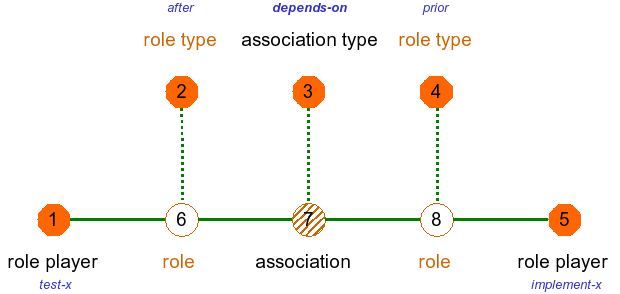 after depends-on prior
role type association type role type
2 3 4
1 6 7 8 5
role player role association role role player
test-x implement-x